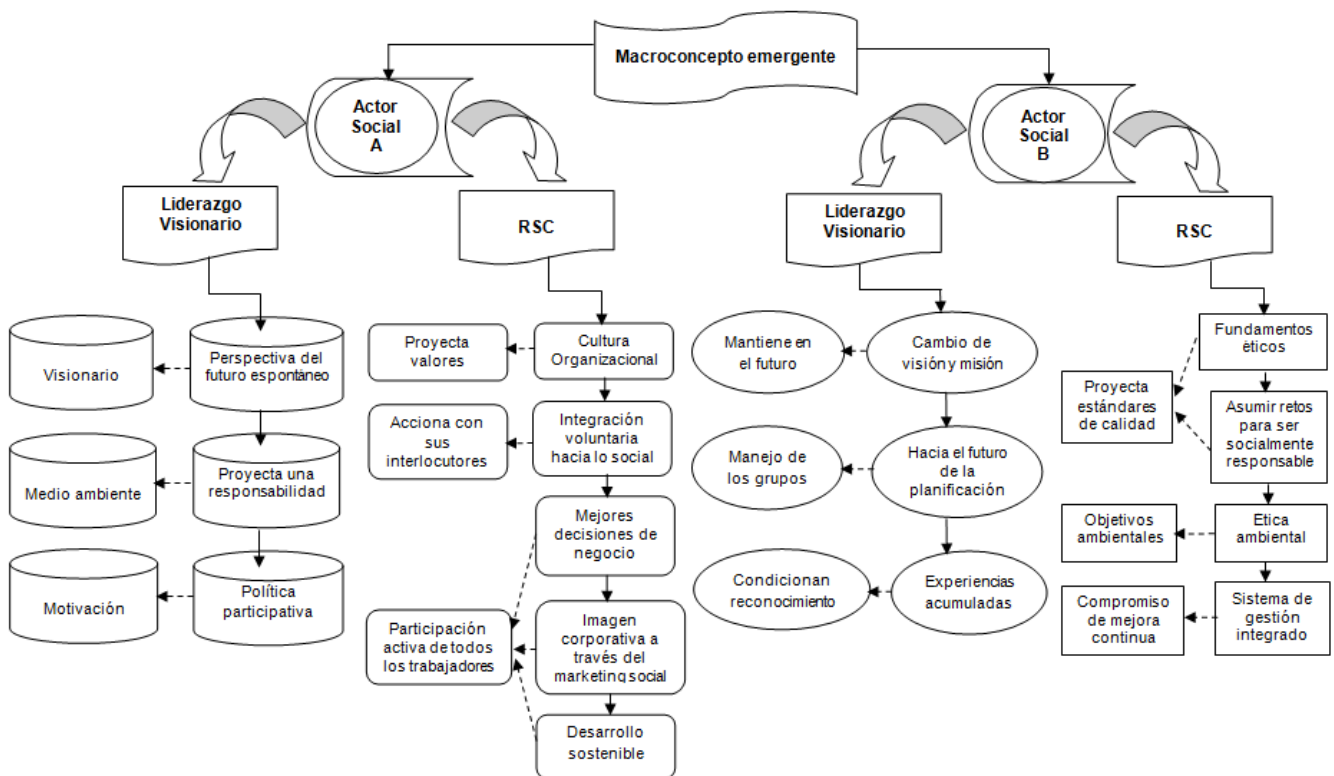 Macroconcepto emergente
Actor
Social
A
Actor
Social
B
Liderazgo
Visionario
RSC
Liderazgo
Visionario
RSC
Visionario
Perspectiva del
futuro espontáneo
Medio ambiente
Proyecta una
responsabilidad
Motivación
Política
participativa
Proyecta
valores
Cultura
Organizacional
Acciona con
sus
interlocutores
Integración
voluntaria
hacia lo social
Mejores
decisiones de
negocio
Participación
activa de todos
los trabajadores
Imagen
corporativa a
través del
marketing social
Desarrollo
sostenible
Mantiene en
el futuro
Cambio de
visión y misión
Manejo de
los grupos
Hacia el futuro
de la
planificación
Condicionan
reconocimiento
Experiencias
acumuladas
Fundamentos
èticos
Proyecta
estándares
de calidad
Asumir retos
para ser
socialmente
responsable
Objetivos
ambientales
Etica
ambiental
Compromiso
de mejora
continua
Sistema de
gestión
integrado